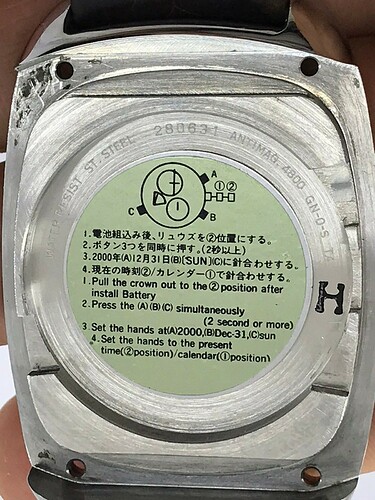 WATER RESIST ST. STEEL 280631 ANTIMAG. 4800 GN-0-S
A
①②
C
B
1.電池組込み後、リュウズを②位置にする。
2.ボタン3つを同時に押す。(2秒以上)
3.2000年(A)12月31日(B)(SUN)(C)に針合わせする。
4.現在の時刻②/カレンダー①で針合わせする。
1.Pull the crown out to the ② position after
install Battery
2.Press the (A)(B)(C) simultaneously
(2 second or more)
3 Set the hands at(A)2000,(B)Dec-31,(C)sun
4.Set the hands to the present
time(②position)/calendar(①position)
H